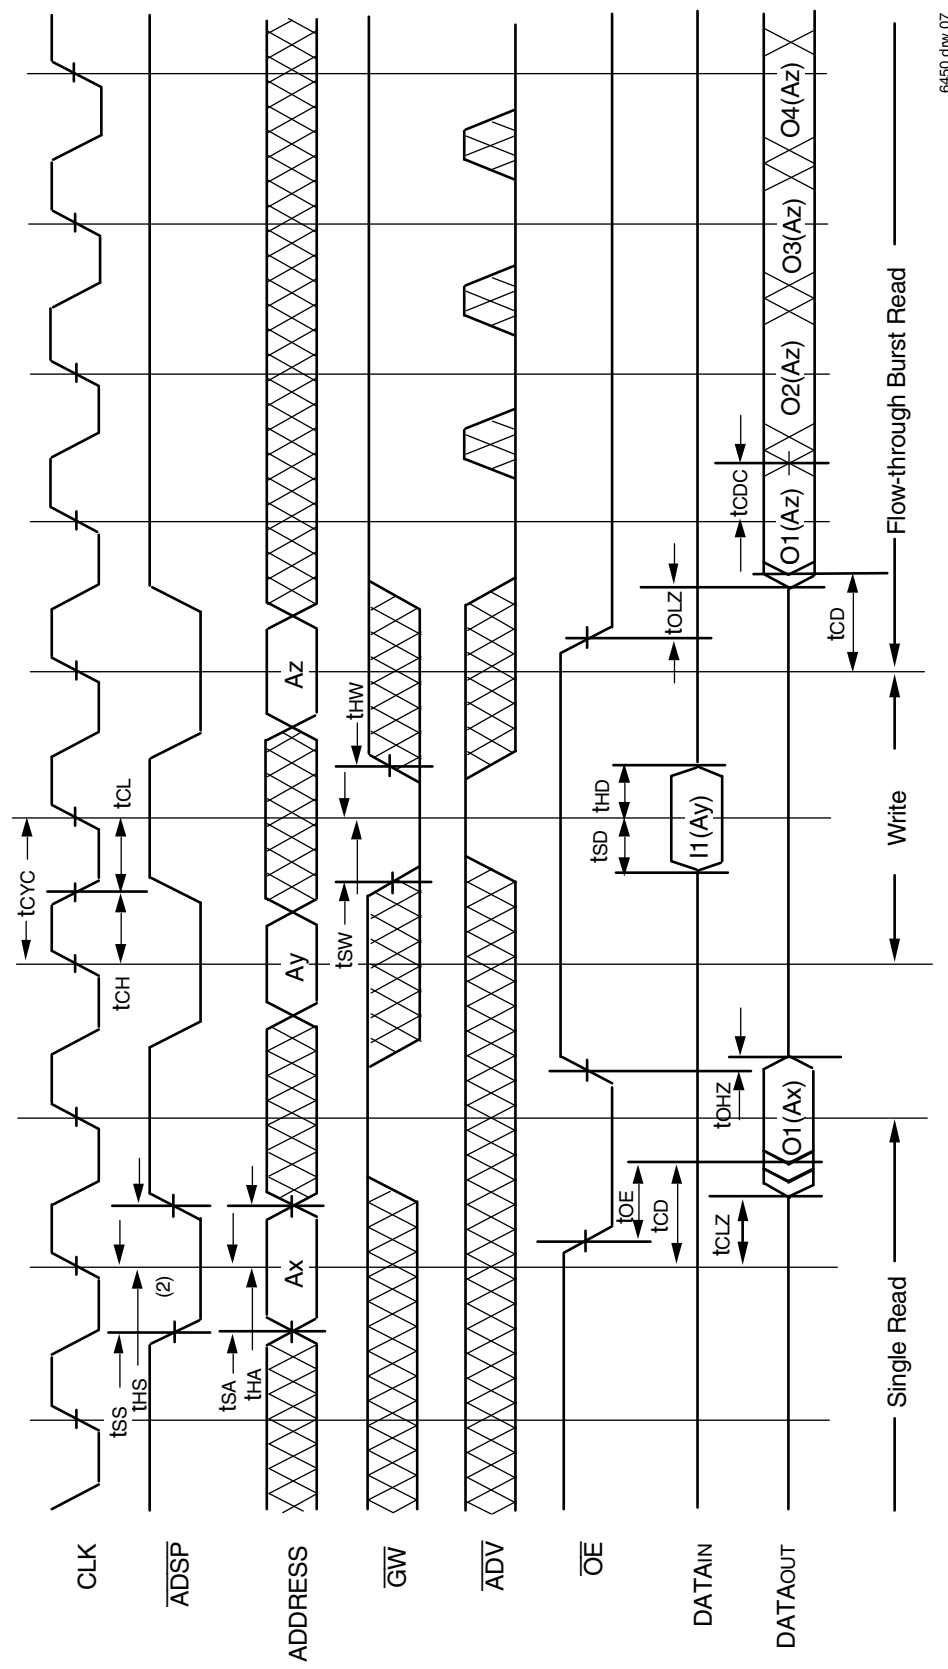 CLK
tCYC
tCH
tCL
tSS
tHS
(2)
ADSP
tSA
tHA
ADDRESS
Ax
Ay
Az
tSW
tHW
GW
ADV
OE
tOE
tOHZ
tSD
tHD
tOLZ
DATAIN
I1(Ay)
tCD
tCLZ
tCDC
DATAOUT
O1(Ax)
O1(Az)
O2(Az)
O3(Az)
O4(Az)
tCD
Single Read
Write
Flow-through Burst Read
6450 drw 07